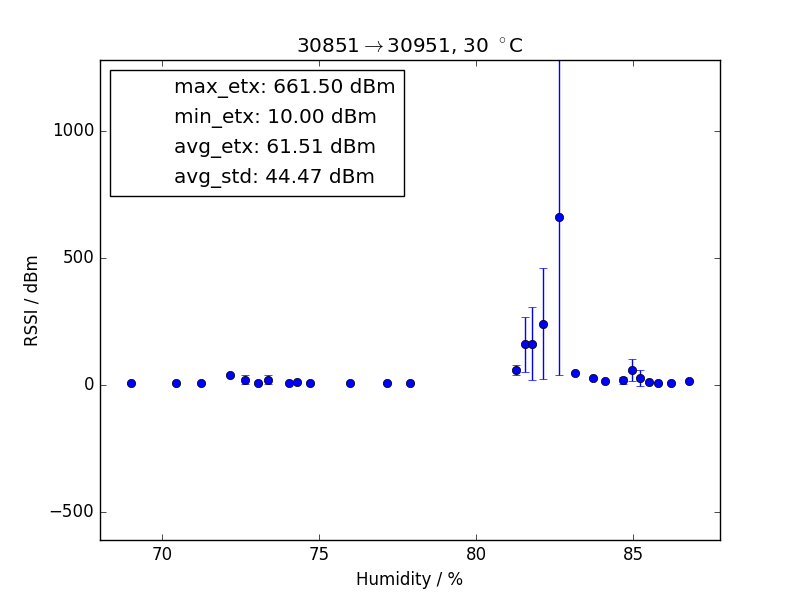 30851→30951, 30 °C
max_etx: 661.50 dBm
min_etx: 10.00 dBm
avg_etx: 61.51 dBm
avg_std: 44.47 dBm
1000
500
0
−500
RSSI / dBm
70 75 80 85
Humidity / %